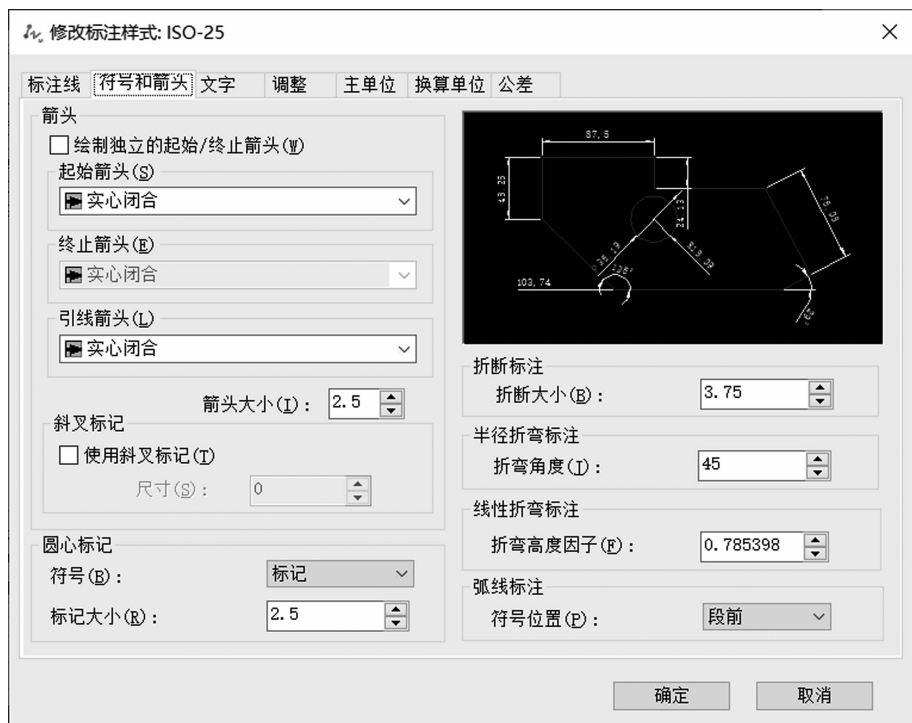 修改标注样式: ISO-25
标注线 符号和箭头 文字 调整 主单位 换算单位 公差
箭头
绘制独立的起始/终止箭头(W)
起始箭头(S)
实心闭合
终止箭头(E)
实心闭合
引线箭头(L)
实心闭合
箭头大小(I): 2.5
斜叉标记
使用斜叉标记(T)
尺寸(S): 0
圆心标记
符号(B): 标记
标记大小(R): 2.5
103,74
折断标注
折断大小(B): 3.75
半径折弯标注
折弯角度(J): 45
线性折弯标注
折弯高度因子(F): 0.785398
弧线标注
符号位置(P): 段前
确定 取消